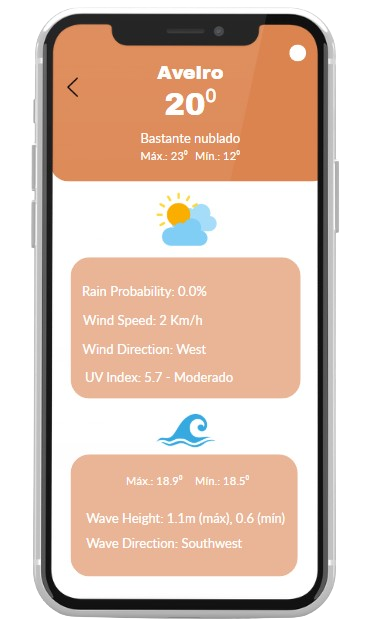 Aveiro
20⁰
Bastante nublado
Máx.: 23⁰ Mín.: 12⁰
Rain Probability: 0.0%
Wind Speed: 2 Km/h
Wind Direction: West
UV Index: 5.7 - Moderado
Máx.: 18.9⁰ Mín.: 18.5⁰
Wave Height: 1.1m (máx), 0.6 (mín)
Wave Direction: Southwest